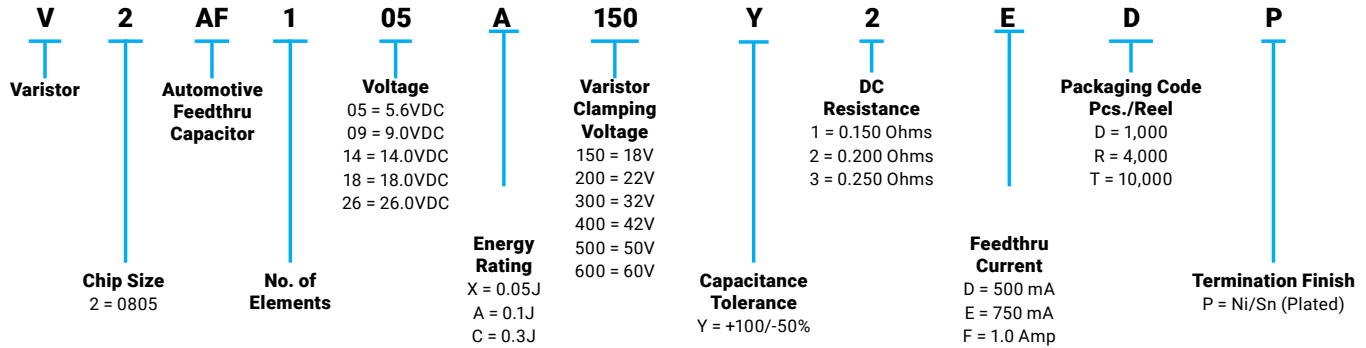 V 2 AF 1 05 A 150 Y 2 E D P
Varistor
Chip Size
2 = 0805
Automotive
Feedthru
Capacitor
No. of
Elements
Voltage
05 = 5.6VDC
09 = 9.0VDC
14 = 14.0VDC
18 = 18.0VDC
26 = 26.0VDC
Energy
Rating
X = 0.05J
A = 0.1J
C = 0.3J
Varistor
Clamping
Voltage
150 = 18V
200 = 22V
300 = 32V
400 = 42V
500 = 50V
600 = 60V
Capacitance
Tolerance
Y = +100/-50%
DC
Resistance
1 = 0.150 Ohms
2 = 0.200 Ohms
3 = 0.250 Ohms
Feedthru
Current
D = 500 mA
E = 750 mA
F = 1.0 Amp
Packaging Code
Pcs./Reel
D = 1,000
R = 4,000
T = 10,000
Termination Finish
P = Ni/Sn (Plated)